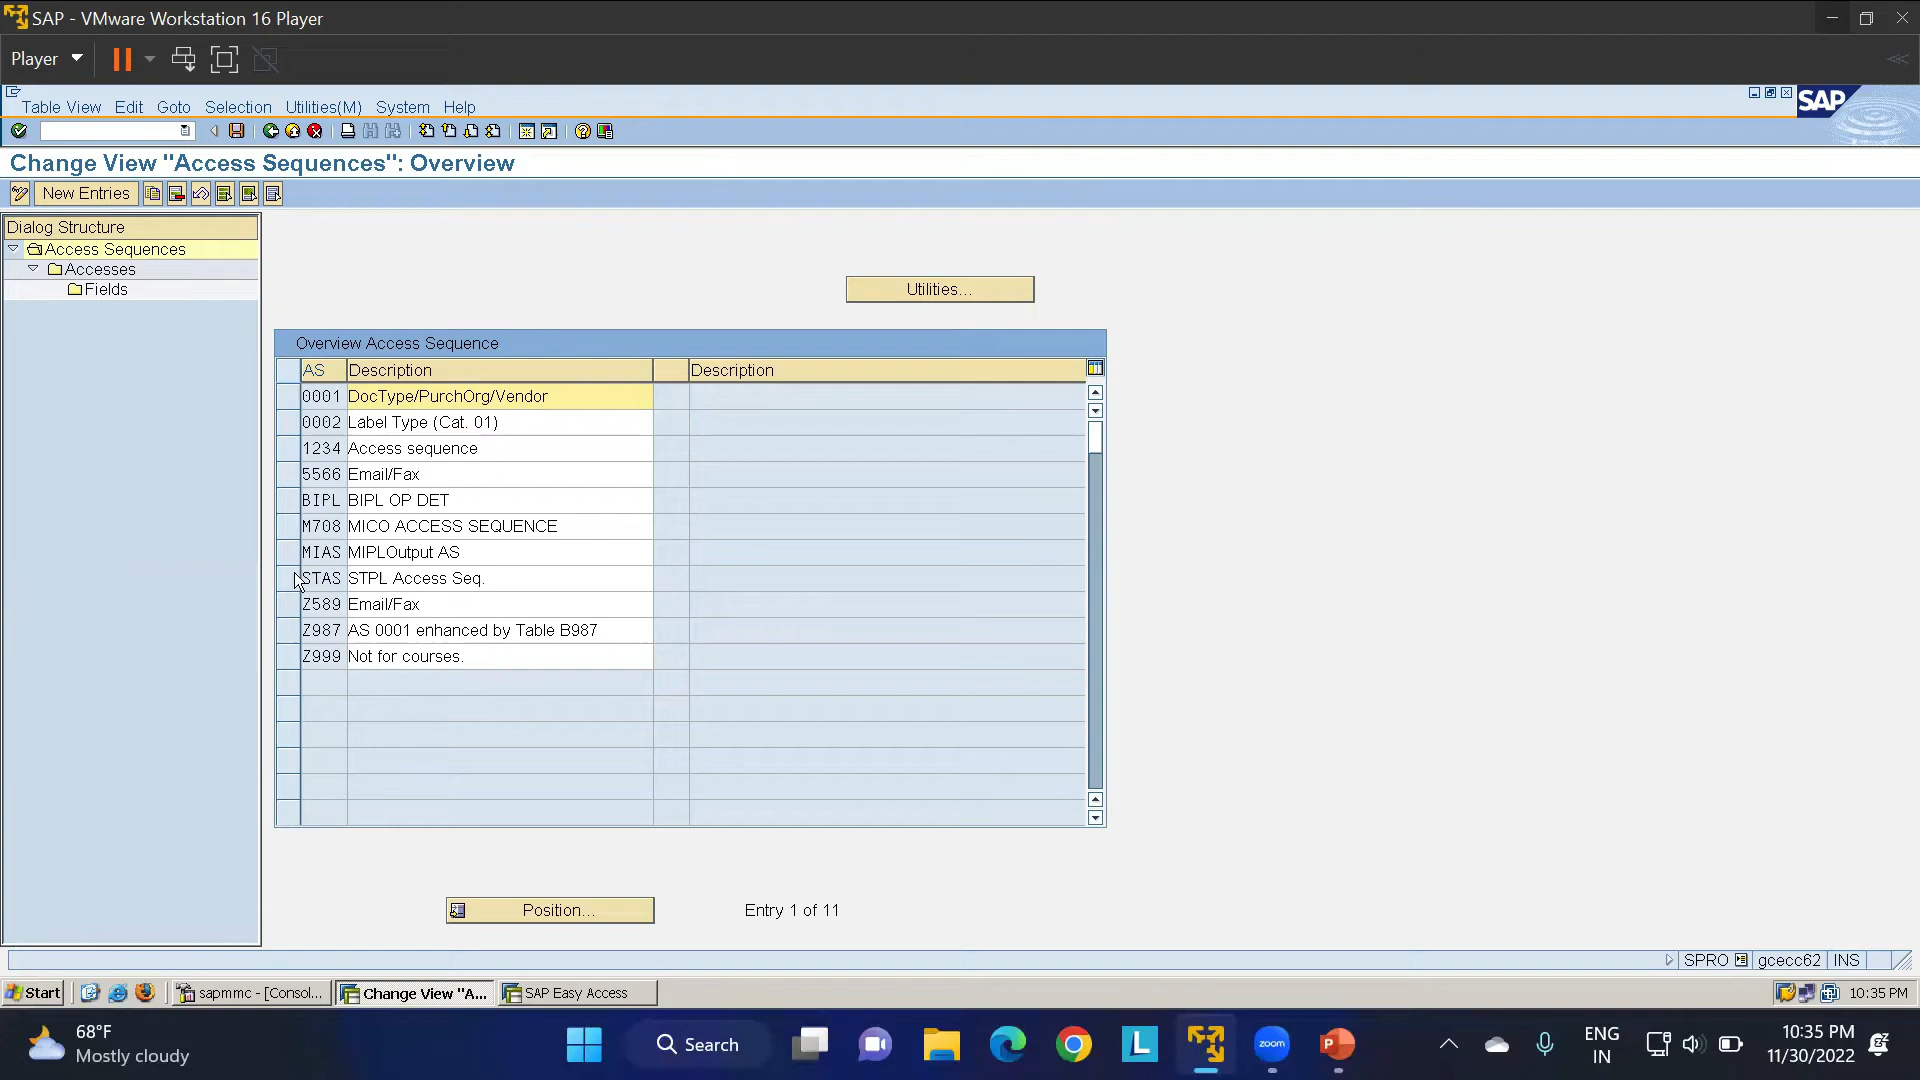 SAP - VMware Workstation 16 Player
Player
Table View Edit Goto Selection Utilities(M) System Help
SAP
Change View "Access Sequences": Overview
New Entries
Dialog Structure
Access Sequences
Accesses
Fields
Utilities...
Overview Access Sequence
AS Description Description
0001 DocType/PurchOrg/Vendor
0002 Label Type (Cat. 01)
1234 Access sequence
5566 Email/Fax
BIPL BIPL OP DET
M708 MICO ACCESS SEQUENCE
MIAS MIPLOutput AS
STAS STPL Access Seq.
Z589 Email/Fax
Z987 AS 0001 enhanced by Table B987
Z999 Not for courses.
Position... Entry 1 of 11
SPRO gcecc62 INS
Start sapmmc - [Consol... Change View "A... SAP Easy Access 10:35 PM
68°F
Mostly cloudy
Search
L
zoom
P
ENG
IN
10:35 PM
11/30/2022